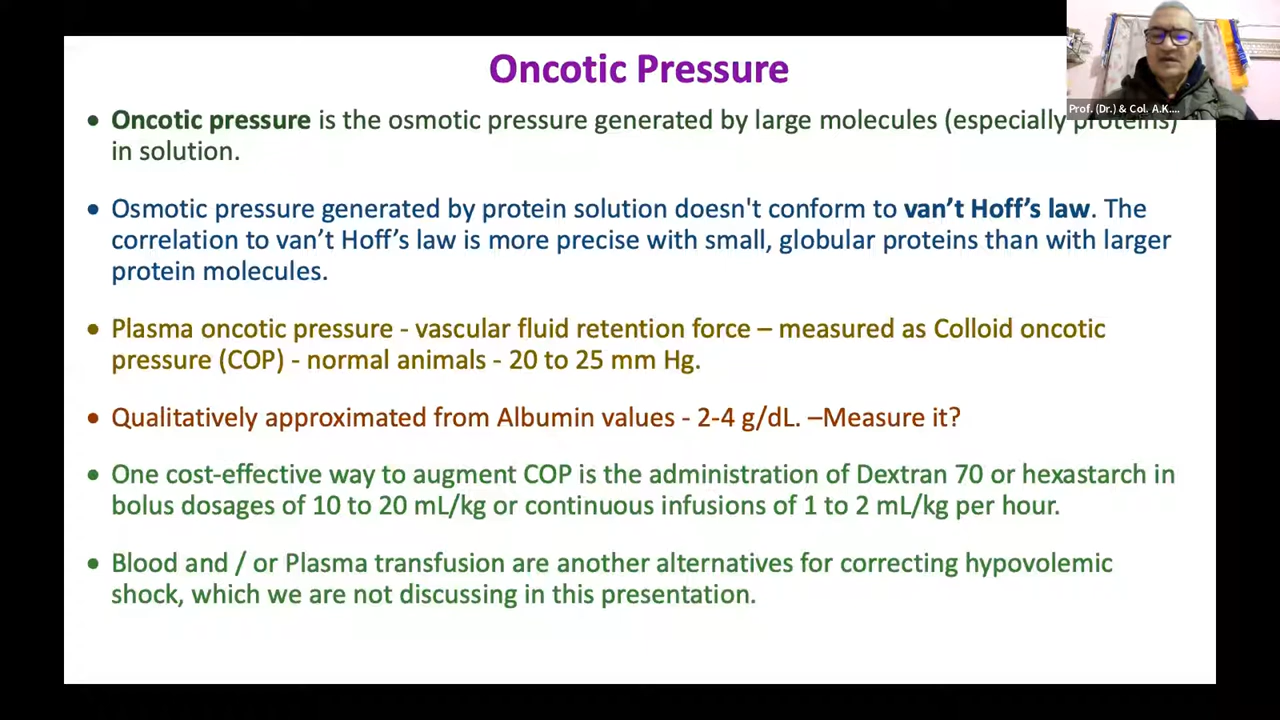 Oncotic Pressure
Prof. (Dr.) & Col. A.K....
• Oncotic pressure is the osmotic pressure generated by large molecules (especially proteins)
in solution.
• Osmotic pressure generated by protein solution doesn't conform to van't Hoff's law. The
correlation to van't Hoff's law is more precise with small, globular proteins than with larger
protein molecules.
• Plasma oncotic pressure - vascular fluid retention force – measured as Colloid oncotic
pressure (COP) - normal animals - 20 to 25 mm Hg.
• Qualitatively approximated from Albumin values - 2-4 g/dL. –Measure it?
• One cost-effective way to augment COP is the administration of Dextran 70 or hexastarch in
bolus dosages of 10 to 20 mL/kg or continuous infusions of 1 to 2 mL/kg per hour.
• Blood and / or Plasma transfusion are another alternatives for correcting hypovolemic
shock, which we are not discussing in this presentation.